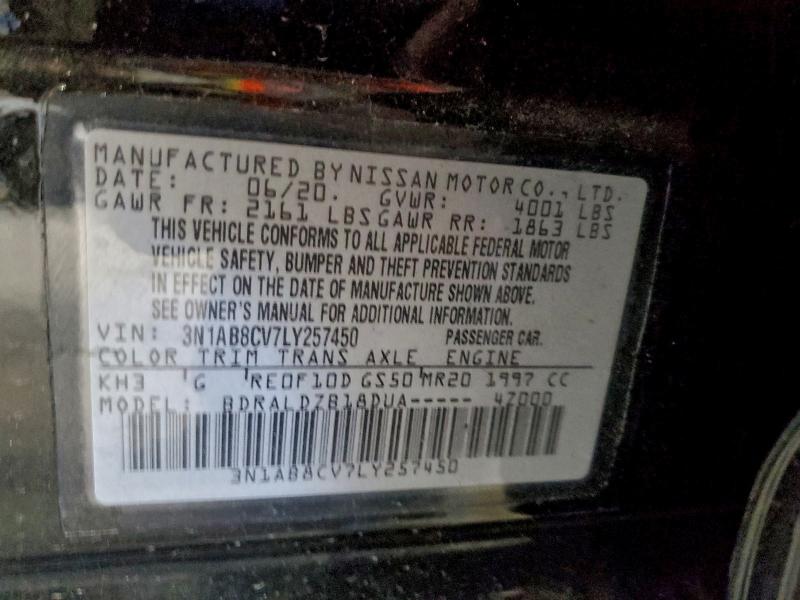 MANUFACTURED BY NISSAN MOTOR CO., LTD.
DATE: 06/20. GVWR: 4001 LBS
GAWR FR: 2161 LBS GAWR RR: 1863 LBS
THIS VEHICLE CONFORMS TO ALL APPLICABLE FEDERAL MOTOR
VEHICLE SAFETY, BUMPER AND THEFT PREVENTION STANDARDS
IN EFFECT ON THE DATE OF MANUFACTURE SHOWN ABOVE.
SEE OWNER'S MANUAL FOR ADDITIONAL INFORMATION.
VIN: 3N1AB8CV7LY257450 PASSENGER CAR.
COLOR TRIM TRANS AXLE ENGINE
KH3 G RE0F10D GS50 MR20 1997 CC
MODEL: BDRALDZB18DUA----- 4Z000
3N1AB8CV7LY257450